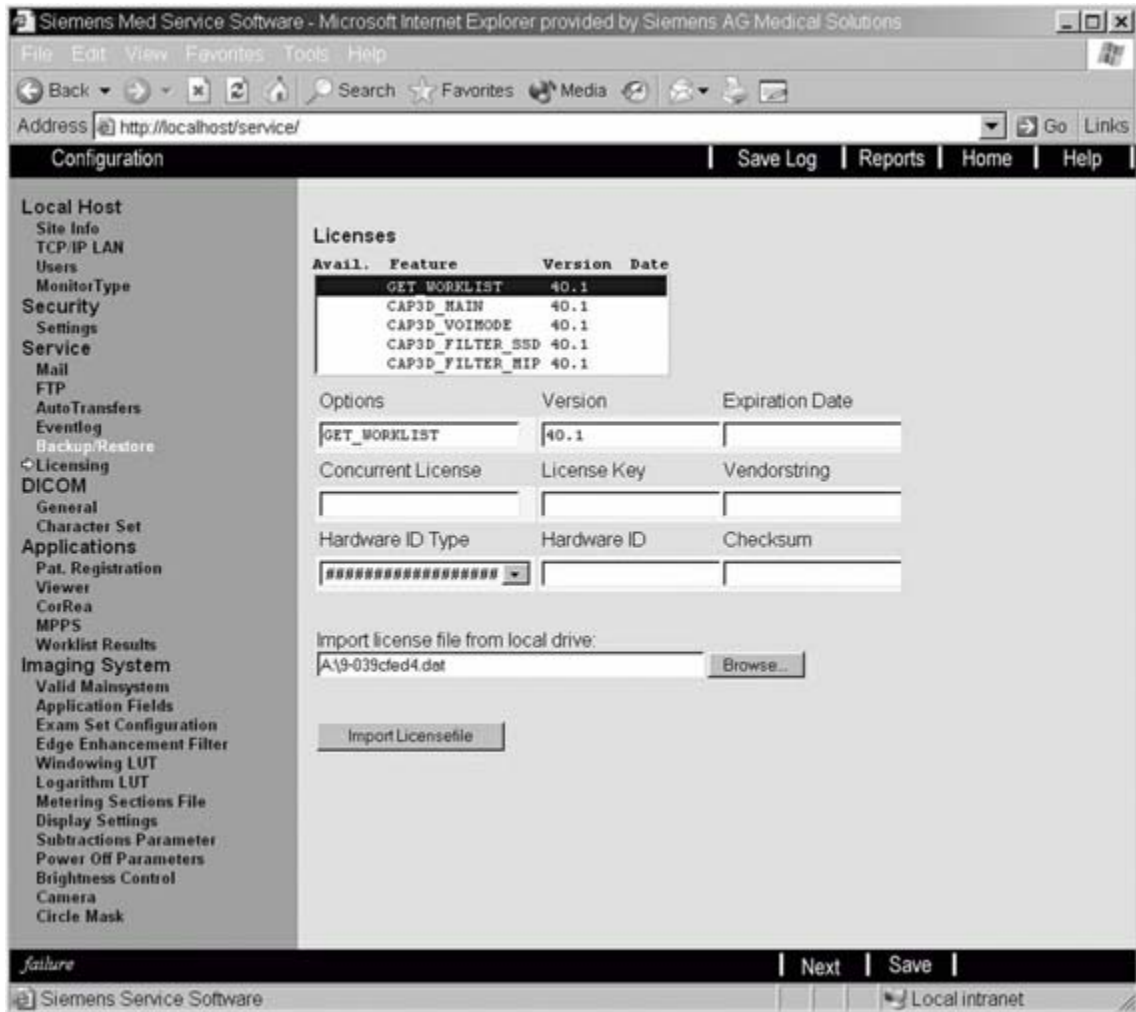 Siemens Med Service Software - Microsoft Internet Explorer provided by Siemens AG Medical Solutions
File Edit View Favorites Tools Help
Back Search Favorites Media
Address http://localhost/service/ Go Links
Configuration | Save Log | Reports | Home | Help |
Local Host
Site Info
TCP/IP LAN
Users
MonitorType
Security
Settings
Service
Mail
FTP
AutoTransfers
Eventlog
Backup/Restore
Licensing
DICOM
General
Character Set
Applications
Pat. Registration
Viewer
CorRea
MPPS
Worklist Results
Imaging System
Valid Mainsystem
Application Fields
Exam Set Configuration
Edge Enhancement Filter
Windowing LUT
Logarithm LUT
Metering Sections File
Display Settings
Subtractions Parameter
Power Off Parameters
Brightness Control
Camera
Circle Mask
Licenses
Avail. Feature Version Date
GET_WORKLIST 40.1
CAP3D_MAIN 40.1
CAP3D_VOIMODE 40.1
CAP3D_FILTER_SSD 40.1
CAP3D_FILTER_MIP 40.1
Options Version Expiration Date
GET_WORKLIST 40.1
Concurrent License License Key Vendorstring
Hardware ID Type Hardware ID Checksum
##################
Import license file from local drive:
A:\9-039cfed4.dat Browse...
Import Licensefile
failure | Next | Save |
Siemens Service Software Local intranet